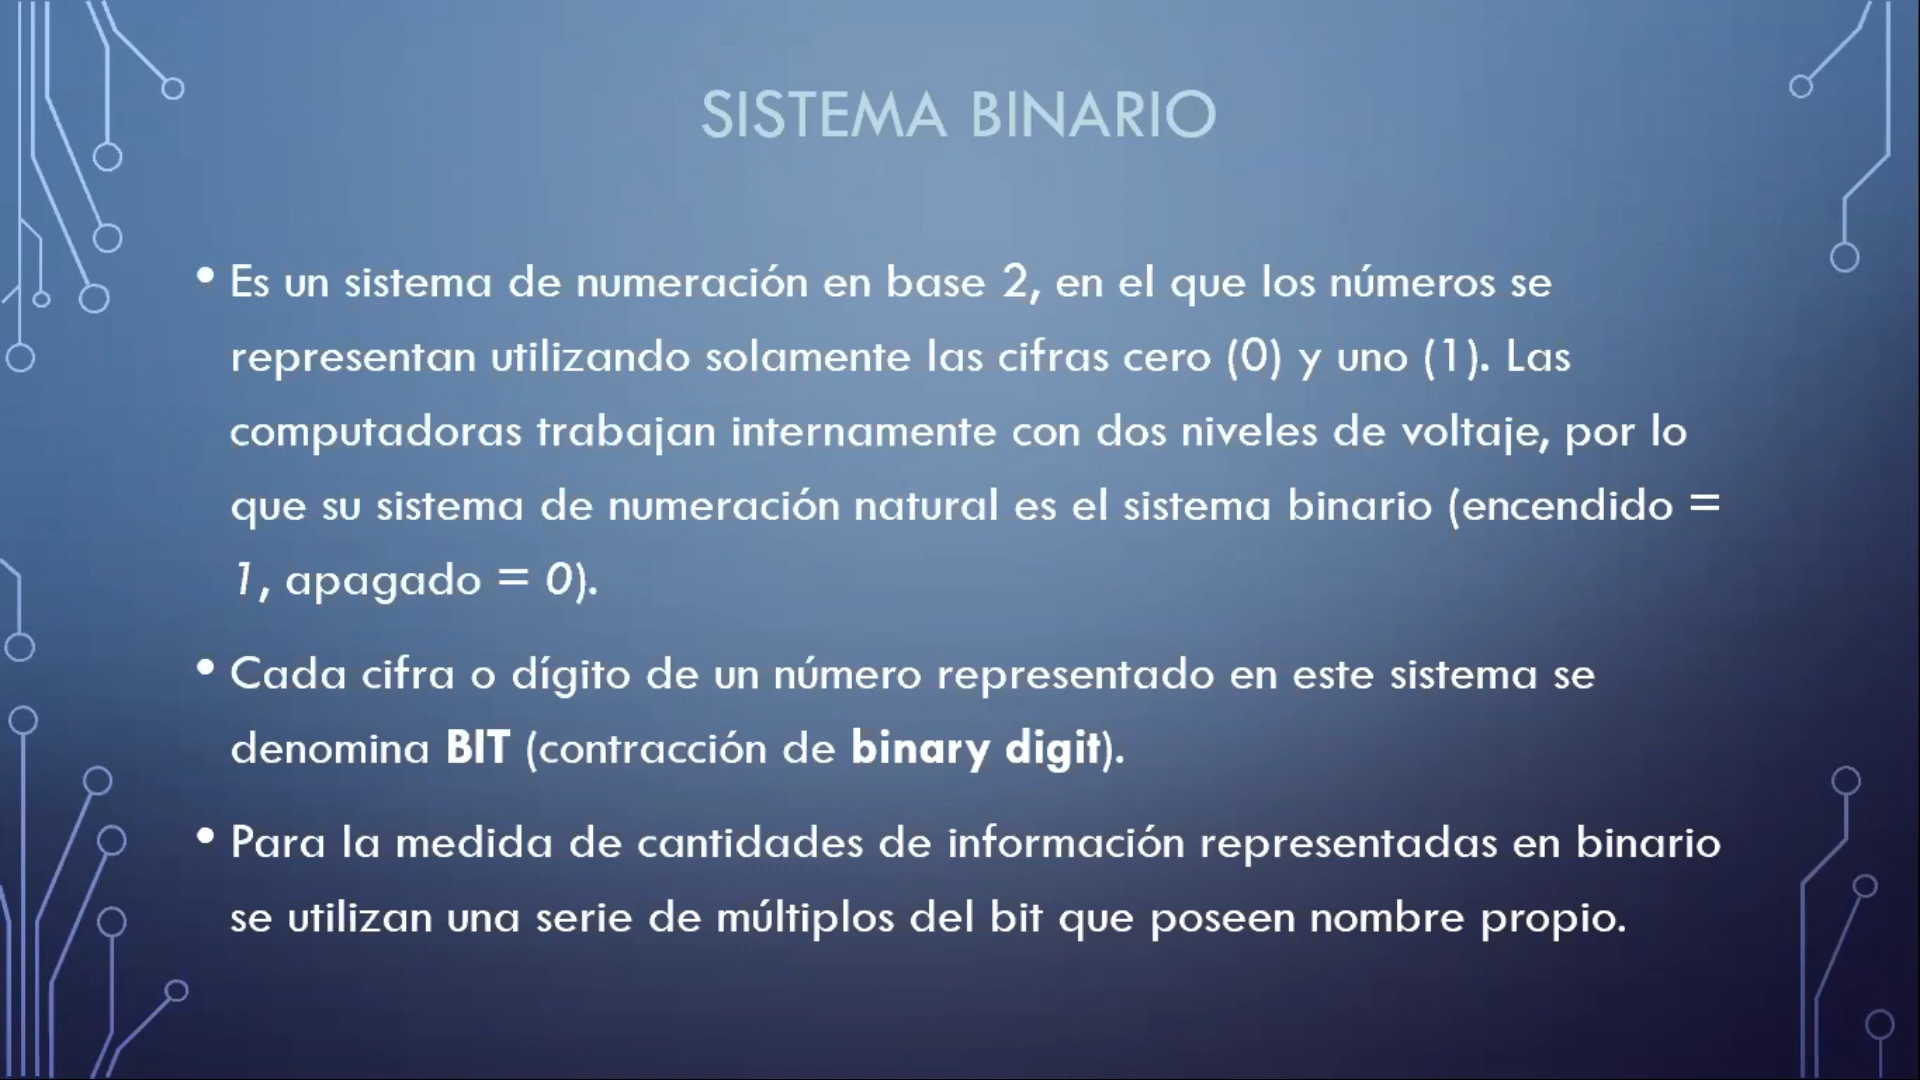 SISTEMA BINARIO
• Es un sistema de numeración en base 2, en el que los números se
representan utilizando solamente las cifras cero (0) y uno (1). Las
computadoras trabajan internamente con dos niveles de voltaje, por lo
que su sistema de numeración natural es el sistema binario (encendido =
1, apagado = 0).
• Cada cifra o dígito de un número representado en este sistema se
denomina BIT (contracción de binary digit).
• Para la medida de cantidades de información representadas en binario
se utilizan una serie de múltiplos del bit que poseen nombre propio.